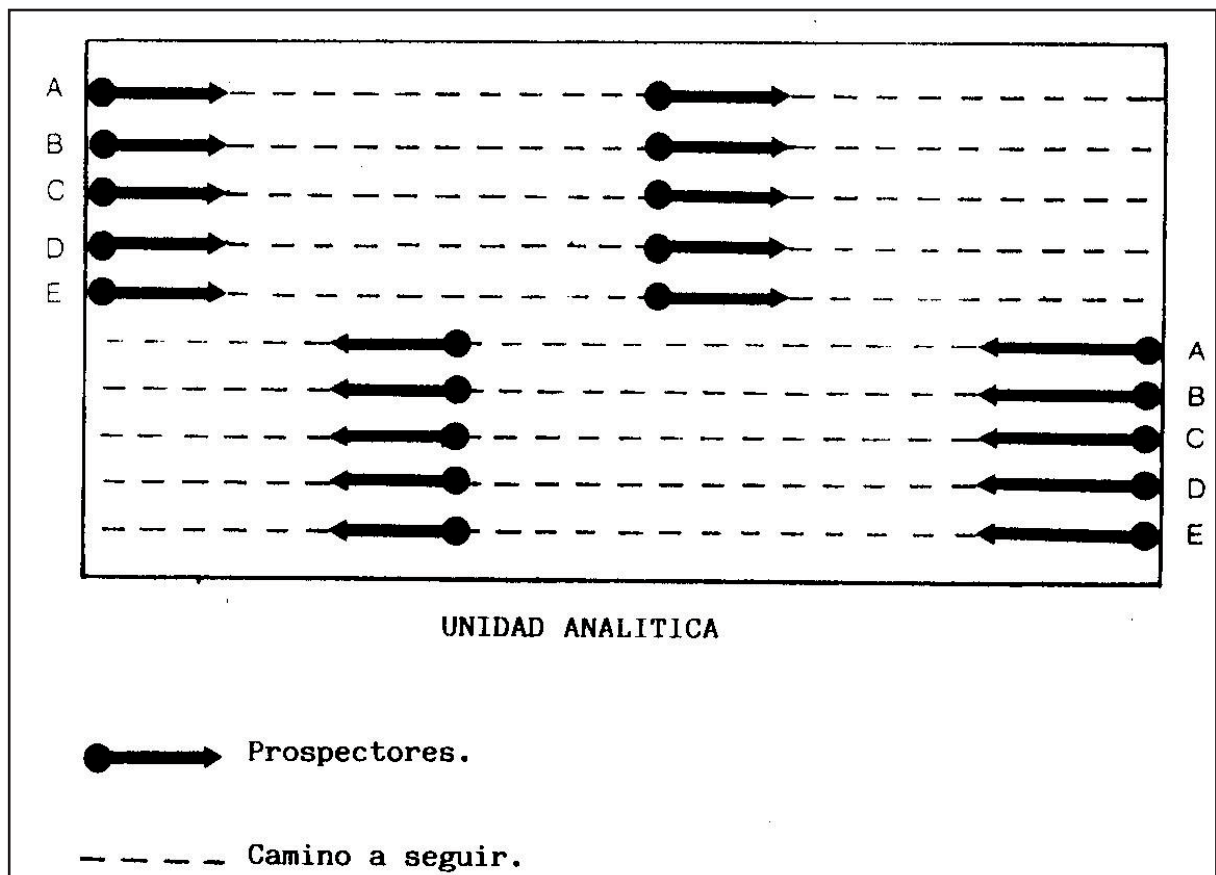 A
B
C
D
E
A
B
C
D
E
UNIDAD ANALITICA
Prospectores.
Camino a seguir.